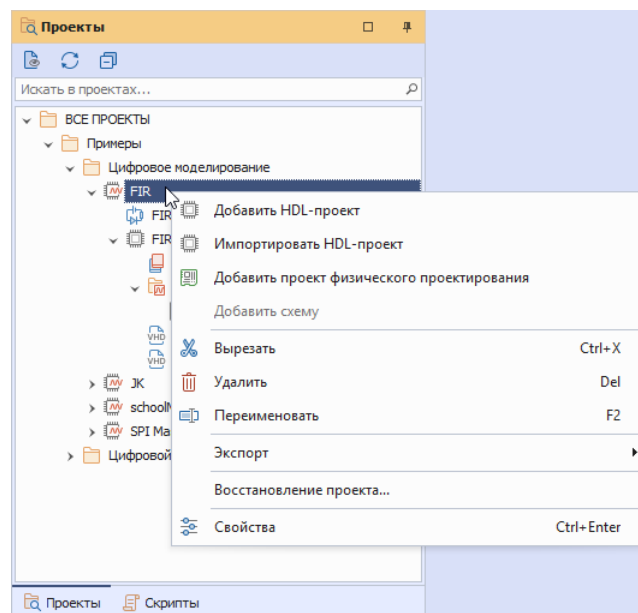 Проекты
Искать в проектах...
ВСЕ ПРОЕКТЫ
Примеры
Цифровое моделирование
FIR
FIR
FIR
VHD
VHD
JK
SPI
Цифровой
Добавить HDL-проект
Импортировать HDL-проект
Добавить проект физического проектирования
Добавить схему
Вырезать Ctrl+X
Удалить Del
Переименовать F2
Экспорт
Восстановление проекта...
Свойства Ctrl+Enter
Проекты Скрипты